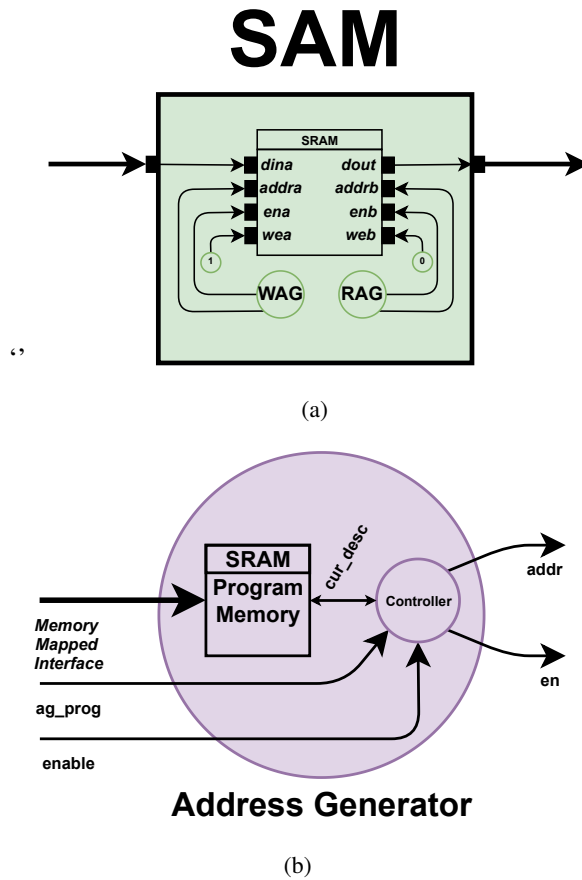 SAM
SRAM
dina dout
addra addrb
ena enb
wea web
1 0
WAG RAG
‘’
(a)
SRAM
Program
Memory
cur_desc
Controller
addr
Memory
Mapped
Interface
ag_prog
en
enable
Address Generator
(b)